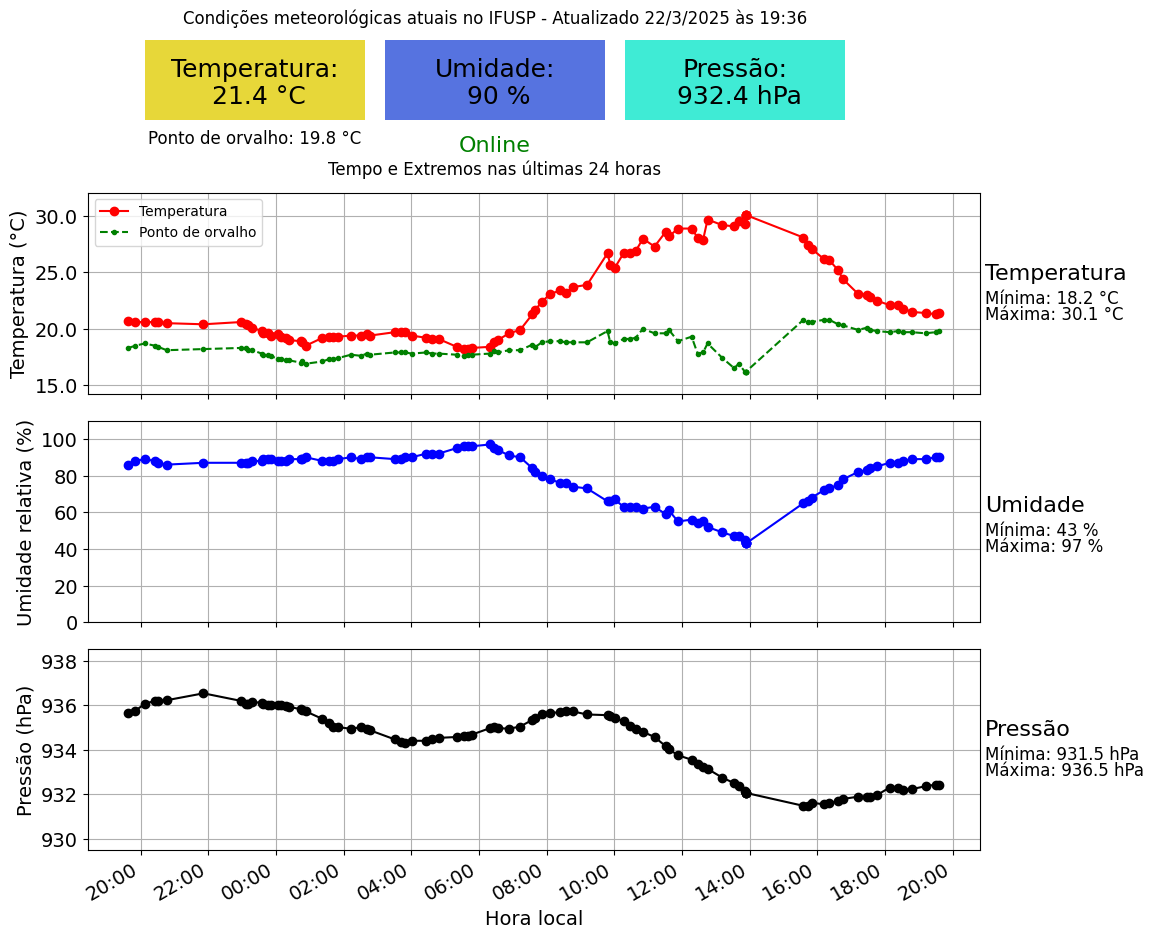 Condições meteorológicas atuais no IFUSP - Atualizado 22/3/2025 às 19:36
Temperatura:
21.4 °C
Umidade:
90 %
Pressão:
932.4 hPa
Ponto de orvalho: 19.8 °C
Online
Tempo e Extremos nas últimas 24 horas
Temperatura (°C)
30.0
25.0
20.0
15.0
Temperatura
Ponto de orvalho
Temperatura
Mínima: 18.2 °C
Máxima: 30.1 °C
Umidade relativa (%)
100
80
60
40
20
0
Umidade
Mínima: 43 %
Máxima: 97 %
Pressão (hPa)
938
936
934
932
930
Pressão
Mínima: 931.5 hPa
Máxima: 936.5 hPa
20:00 22:00 00:00 02:00 04:00 06:00 08:00 10:00 12:00 14:00 16:00 18:00 20:00
Hora local